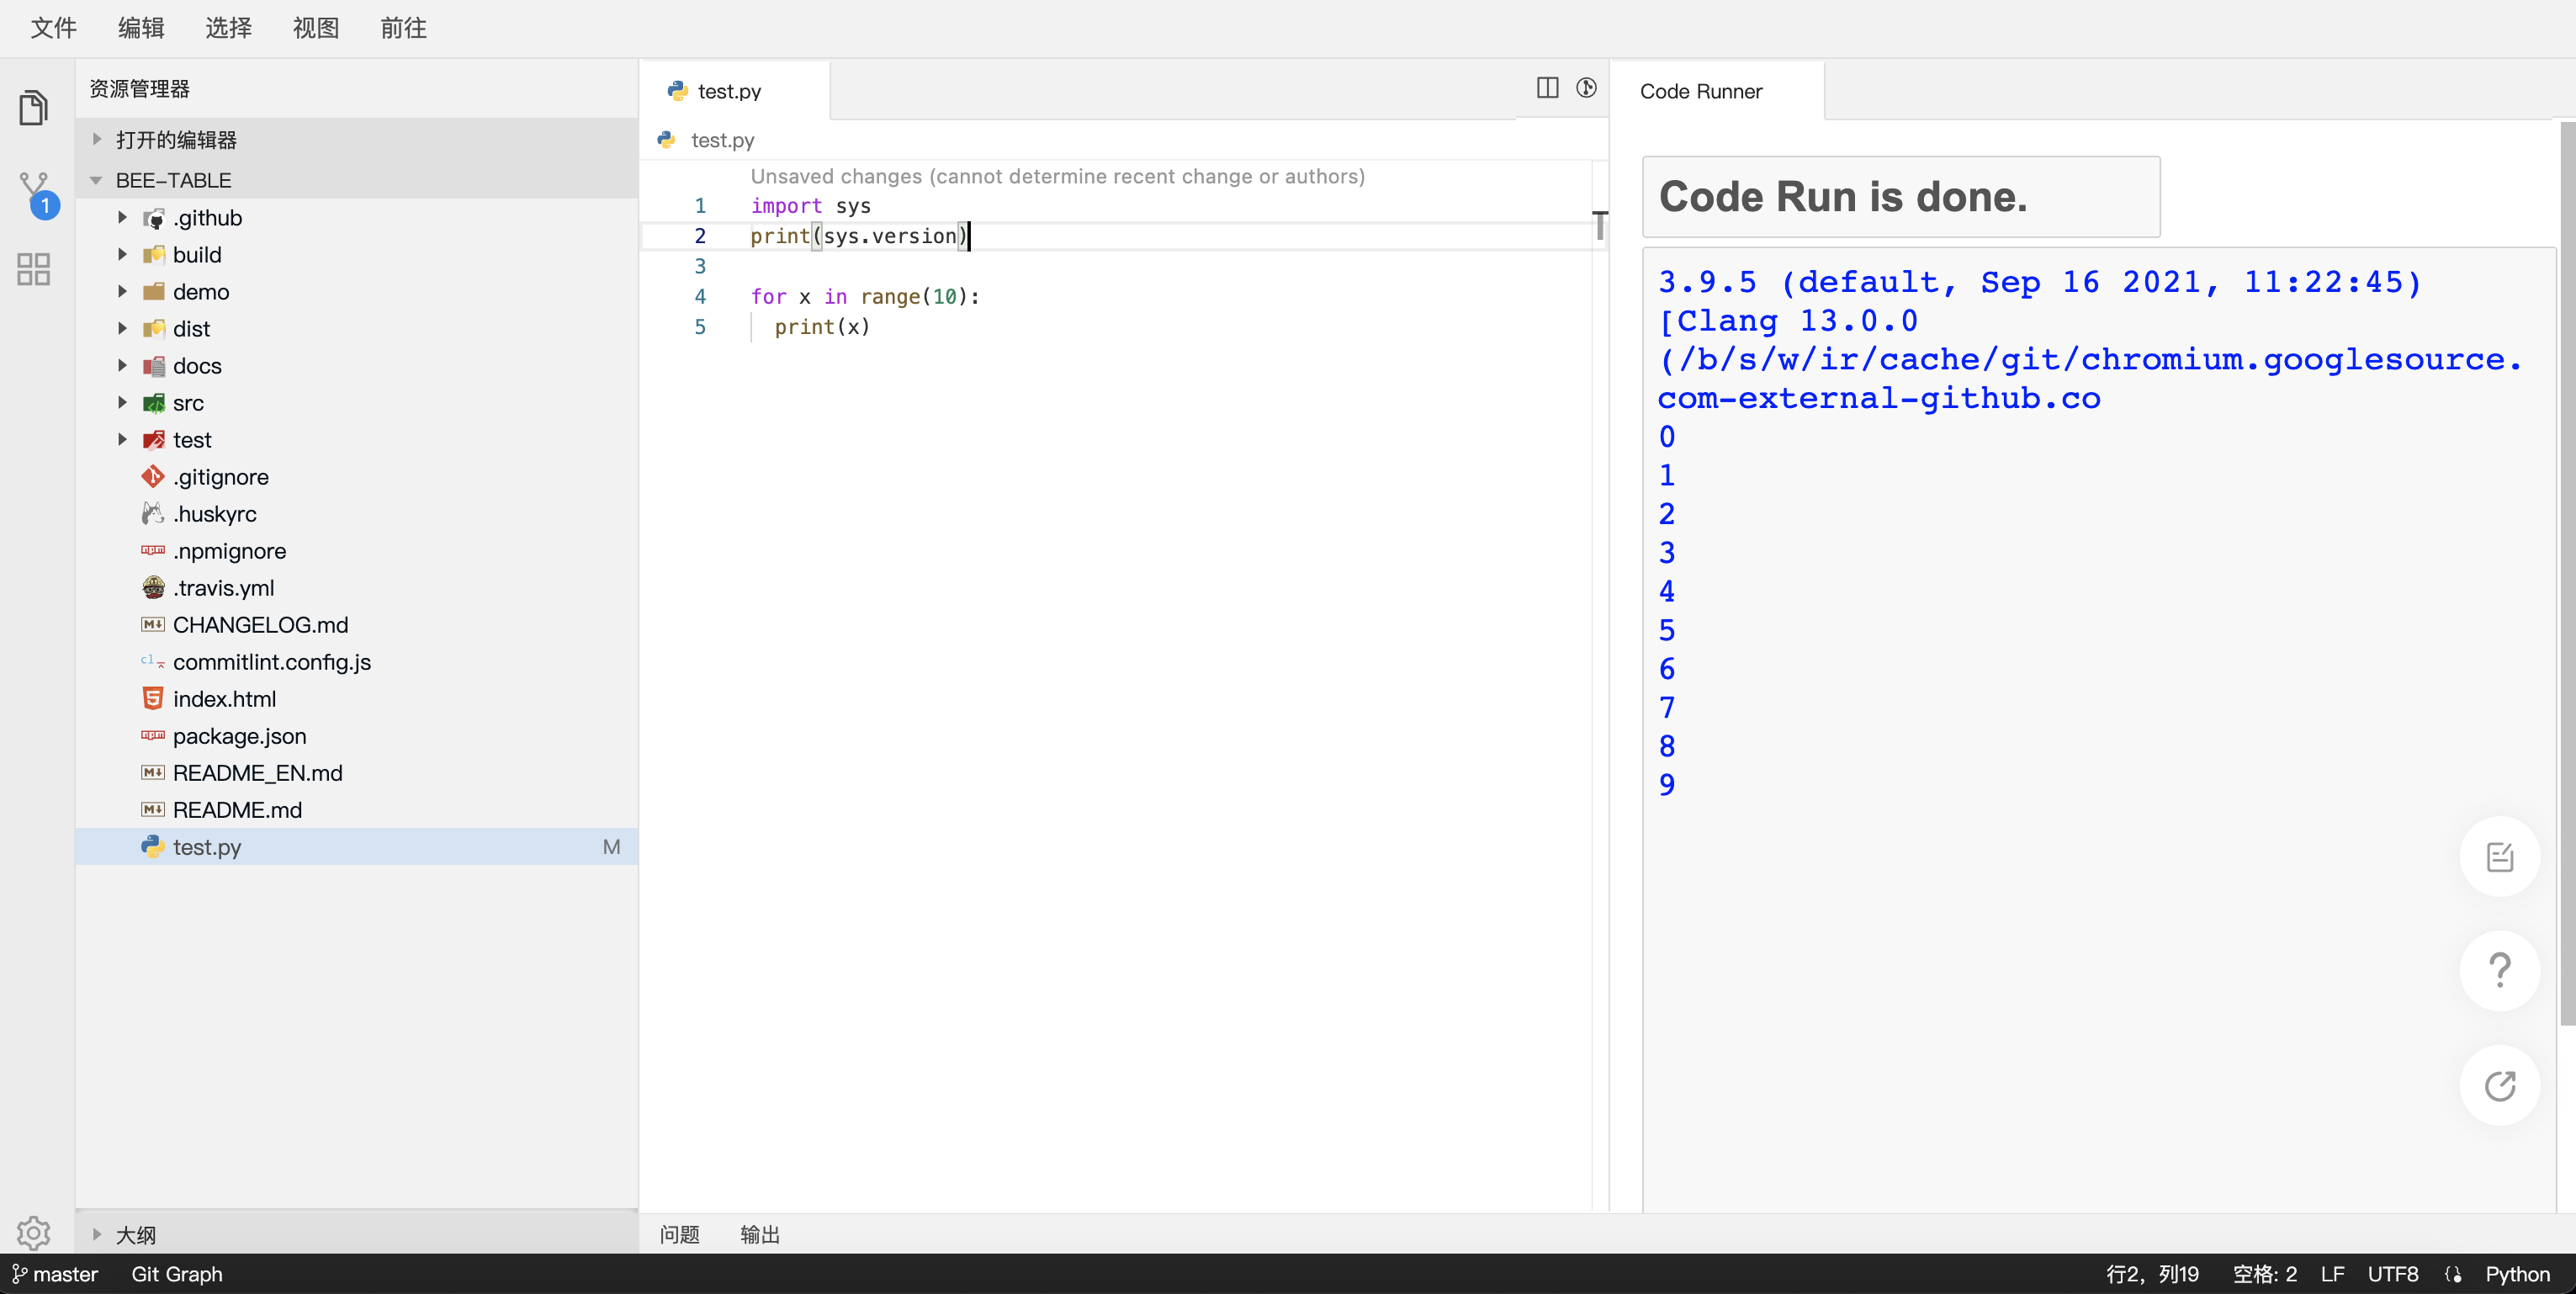 文件 编辑 选择 视图 前往
资源管理器
打开的编辑器
BEE-TABLE
.github
build
demo
dist
docs
src
test
.gitignore
.huskyrc
.npmignore
.travis.yml
CHANGELOG.md
commitlint.config.js
index.html
package.json
README_EN.md
README.md
test.py M
大纲
1
test.py
test.py
Unsaved changes (cannot determine recent change or authors)
1 import sys
2 print(sys.version)
3
4 for x in range(10):
5 print(x)
问题 输出
Code Runner
Code Run is done.
3.9.5 (default, Sep 16 2021, 11:22:45)
[Clang 13.0.0
(/b/s/w/ir/cache/git/chromium.googlesource.
com-external-github.co
0
1
2
3
4
5
6
7
8
9
master Git Graph 行2，列19 空格: 2 LF UTF8 Python